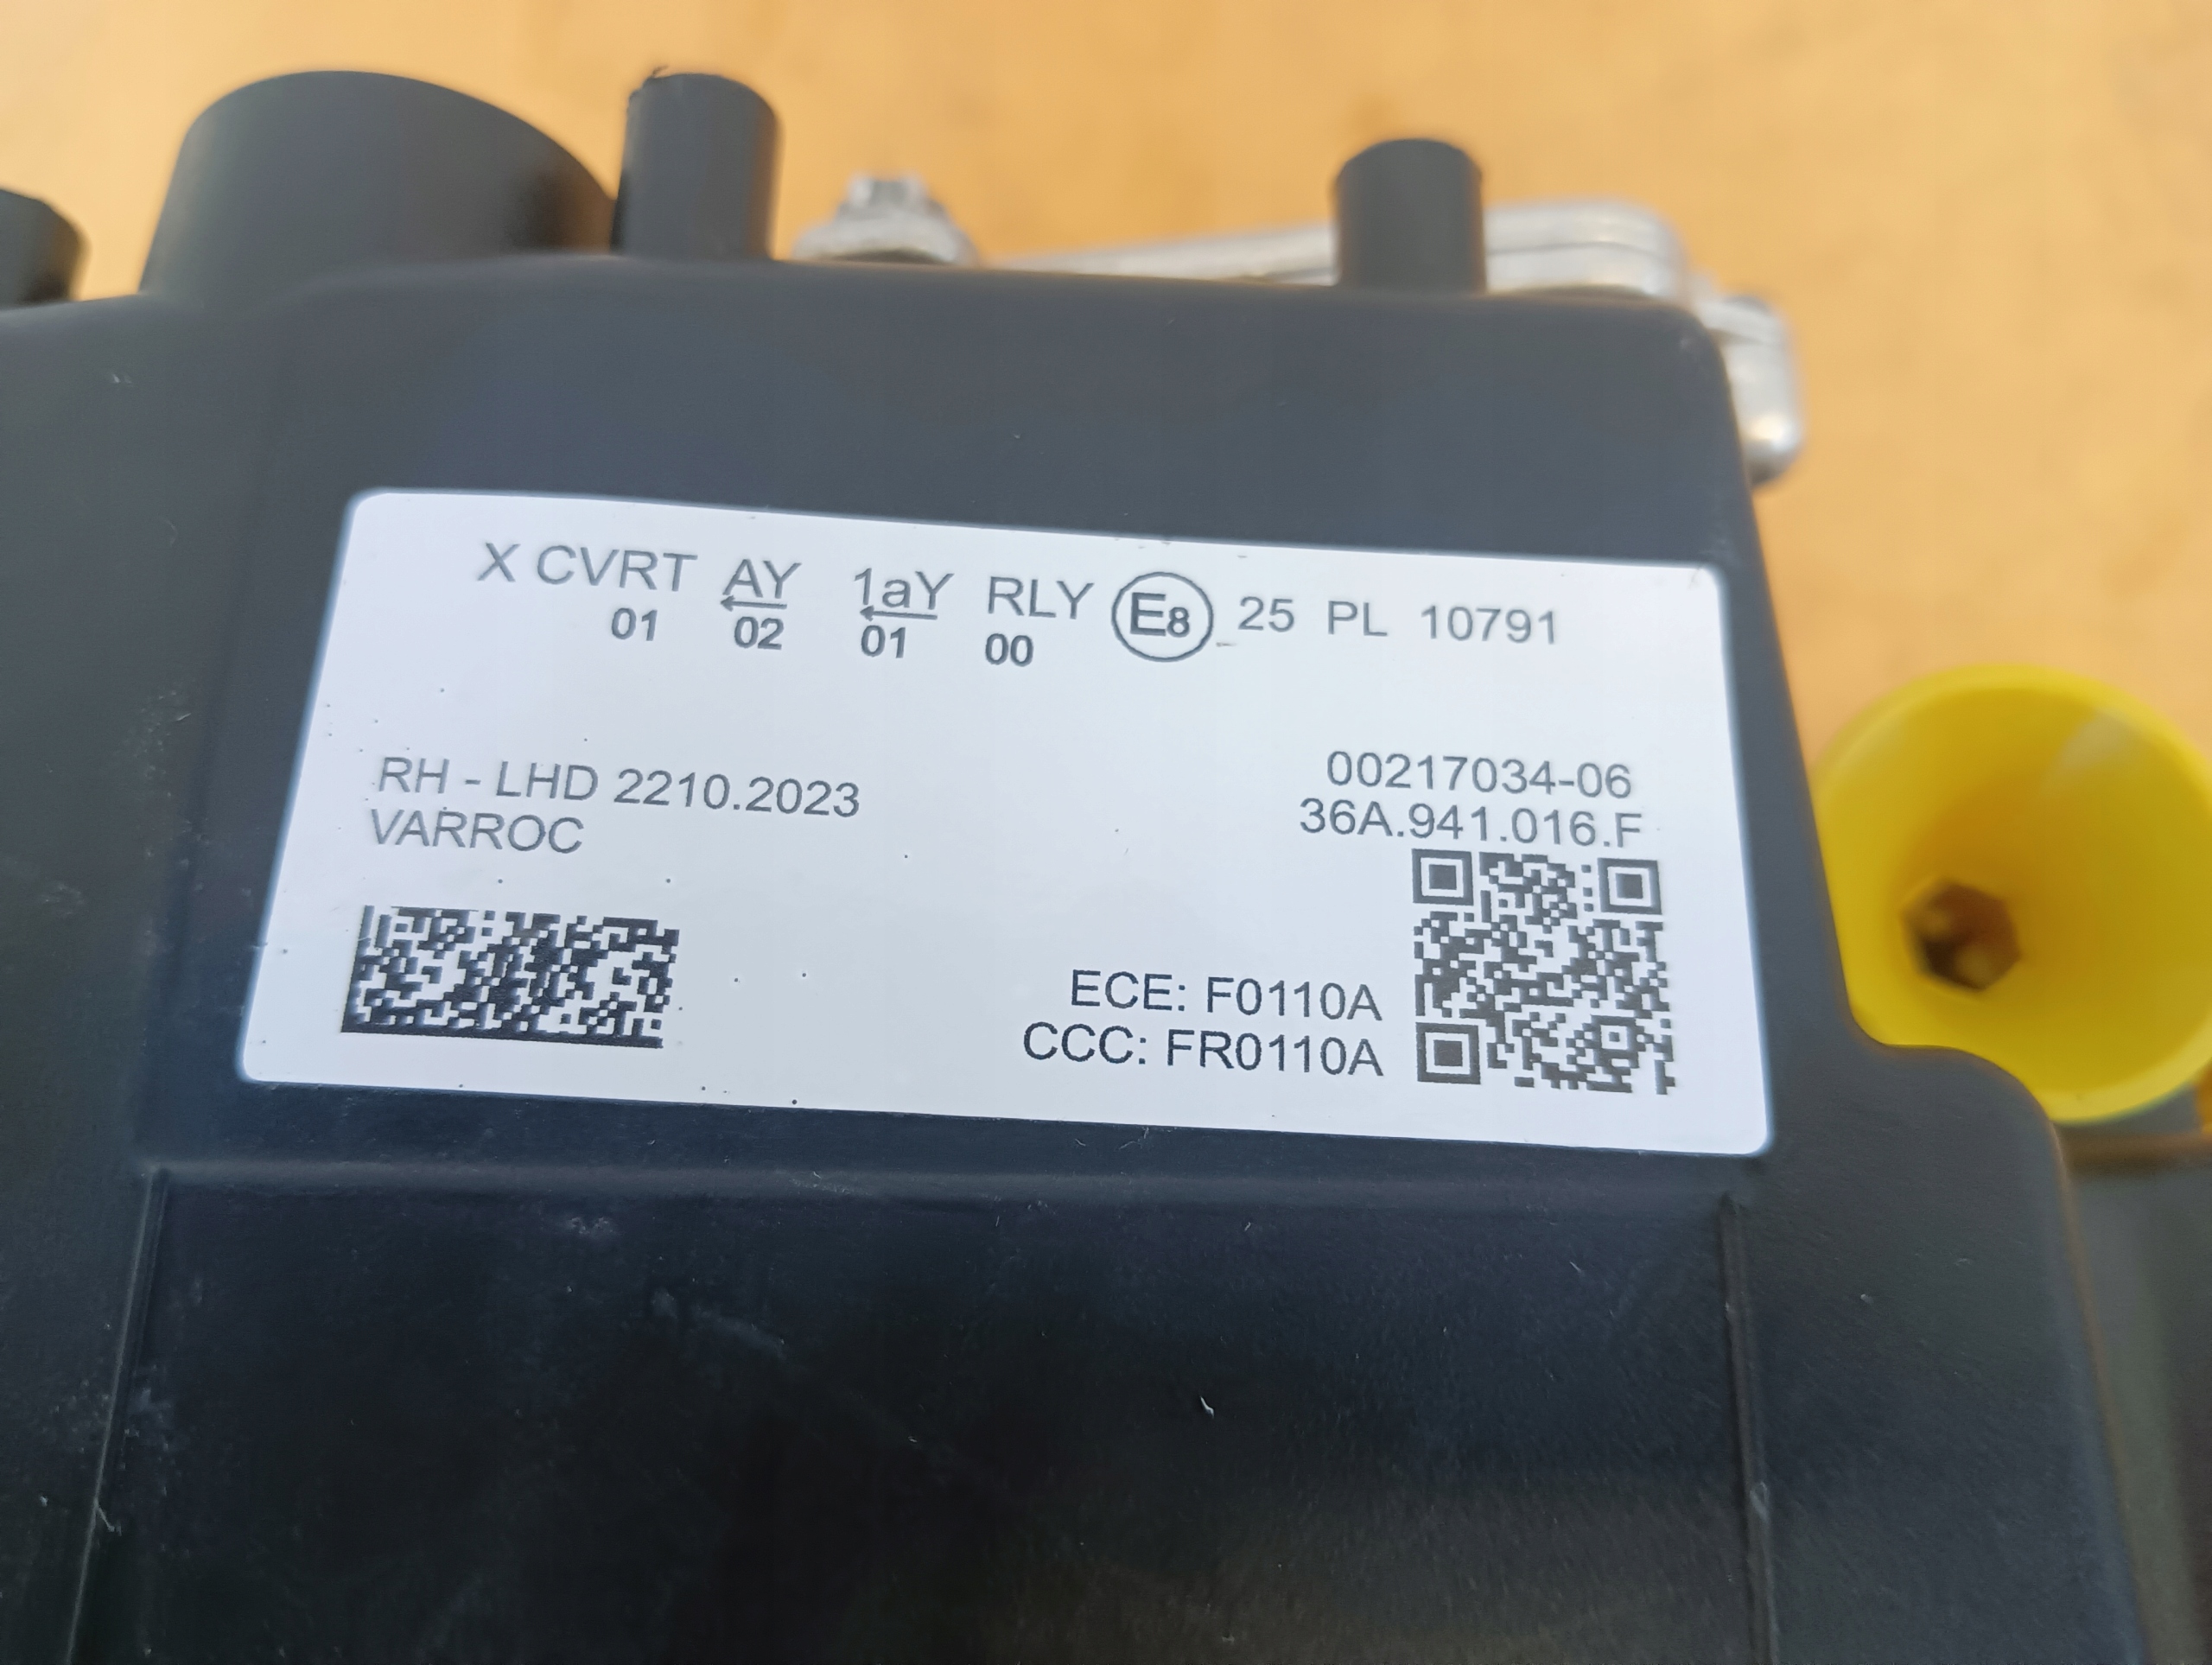 X CVRT AY 1aY RLY E8 25 PL 10791
01 02 01 00
RH - LHD 2210.2023
VARROC
00217034-06
36A.941.016.F
ECE: F0110A
CCC: FR0110A